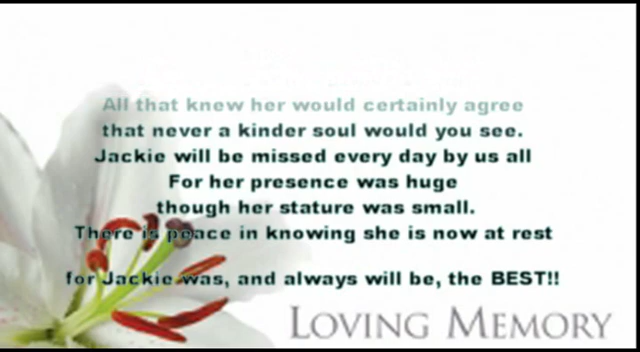 All that knew her would certainly agree
that never a kinder soul would you see.
Jackie will be missed every day by us all
For her presence was huge
though her stature was small.
There is peace in knowing she is now at rest
for Jackie was, and always will be, the BEST!!
LOVING MEMORY